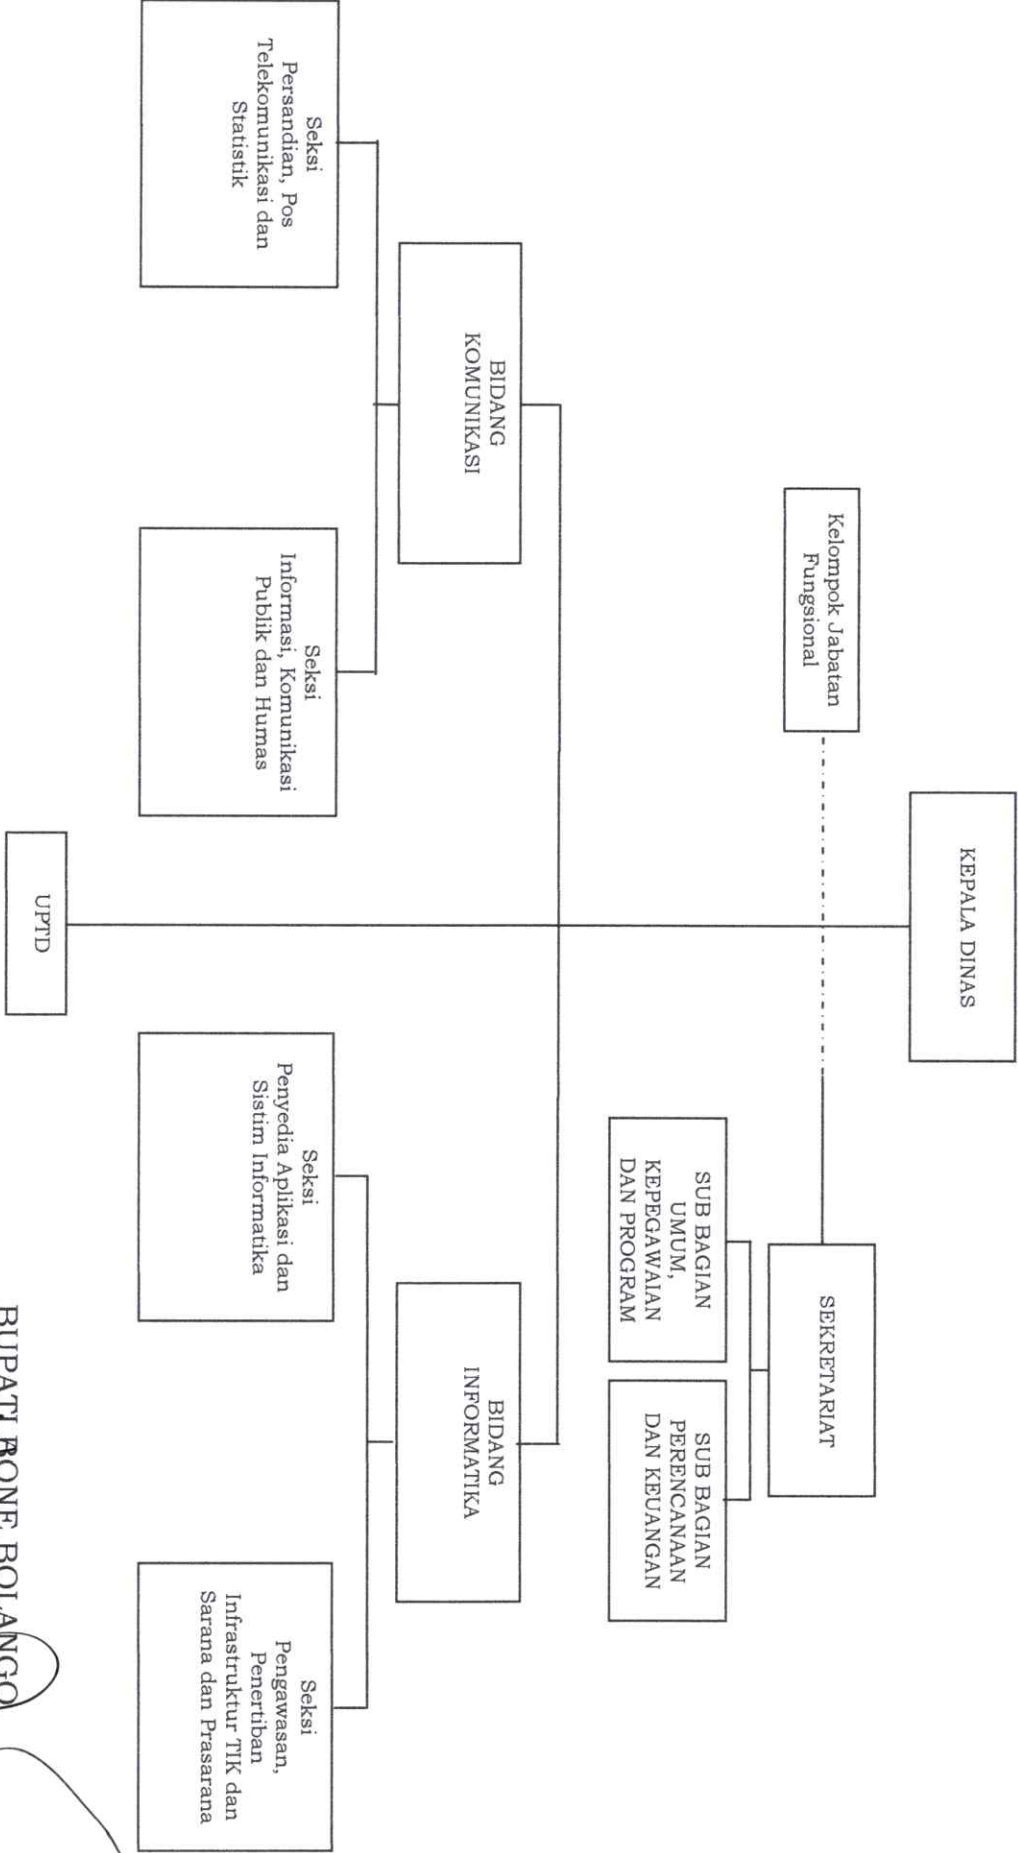 KEPALA DINAS
Kelompok Jabatan
Fungsional
SEKRETARIAT
SUB BAGIAN
UMUM,
KEPEGAWAIAN
DAN PROGRAM
SUB BAGIAN
PERENCANAAN
DAN KEUANGAN
BIDANG
KOMUNIKASI
BIDANG
INFORMATIKA
Seksi
Persandian, Pos
Telekomunikasi dan
Statistik
Seksi
Informasi, Komunikasi
Publik dan Humas
Seksi
Penyedia Aplikasi dan
Sistim Informatika
Seksi
Pengawasan,
Penertiban
Infrastruktur TIK dan
Sarana dan Prasarana
UPTD
BUPATI BONE BOLANGO